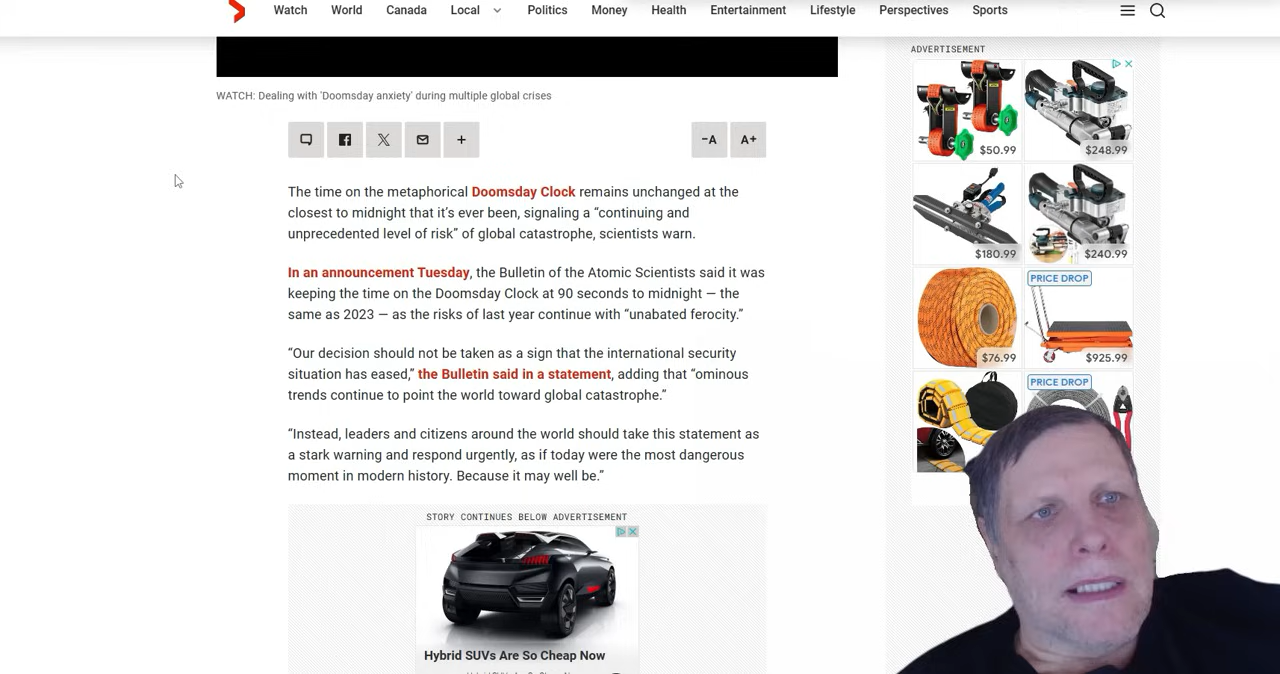 Watch World Canada Local Politics Money Health Entertainment Lifestyle Perspectives Sports
WATCH: Dealing with 'Doomsday anxiety' during multiple global crises
-A A+
The time on the metaphorical Doomsday Clock remains unchanged at the
closest to midnight that it’s ever been, signaling a “continuing and
unprecedented level of risk” of global catastrophe, scientists warn.
In an announcement Tuesday, the Bulletin of the Atomic Scientists said it was
keeping the time on the Doomsday Clock at 90 seconds to midnight — the
same as 2023 — as the risks of last year continue with “unabated ferocity.”
“Our decision should not be taken as a sign that the international security
situation has eased,” the Bulletin said in a statement, adding that “ominous
trends continue to point the world toward global catastrophe.”
“Instead, leaders and citizens around the world should take this statement as
a stark warning and respond urgently, as if today were the most dangerous
moment in modern history. Because it may well be.”
STORY CONTINUES BELOW ADVERTISEMENT
Hybrid SUVs Are So Cheap Now
ADVERTISEMENT
$50.99 $248.99
$180.99 $240.99
PRICE DROP
$76.99 $925.99
PRICE DROP